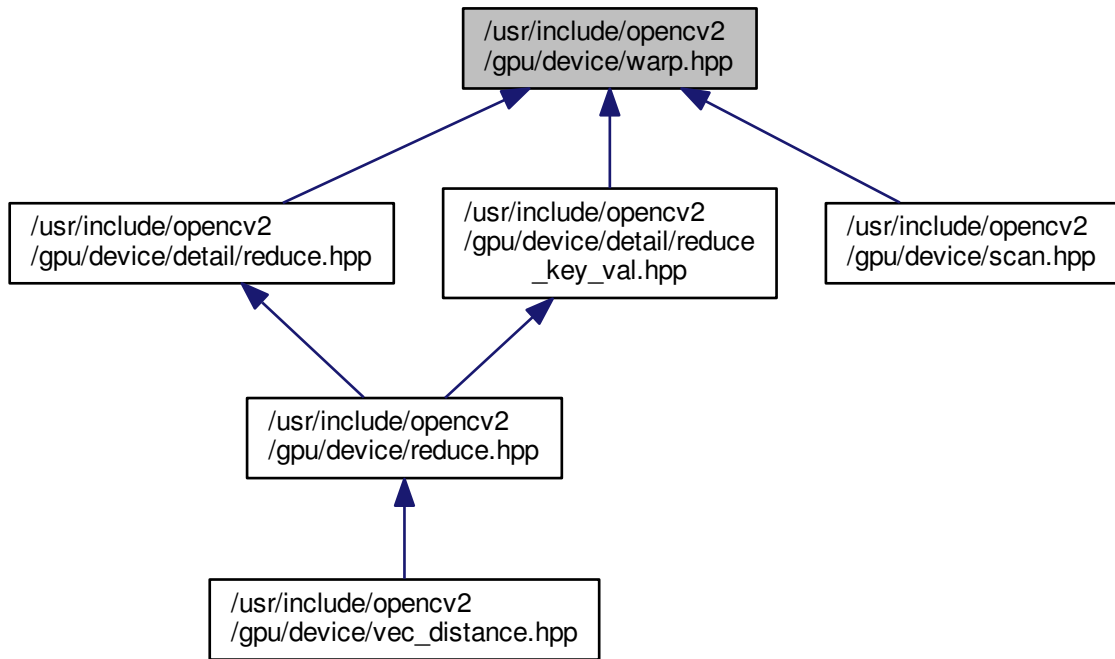 /usr/include/opencv2
/gpu/device/warp.hpp
/usr/include/opencv2
/gpu/device/detail/reduce.hpp
/usr/include/opencv2
/gpu/device/detail/reduce
_key_val.hpp
/usr/include/opencv2
/gpu/device/scan.hpp
/usr/include/opencv2
/gpu/device/reduce.hpp
/usr/include/opencv2
/gpu/device/vec_distance.hpp